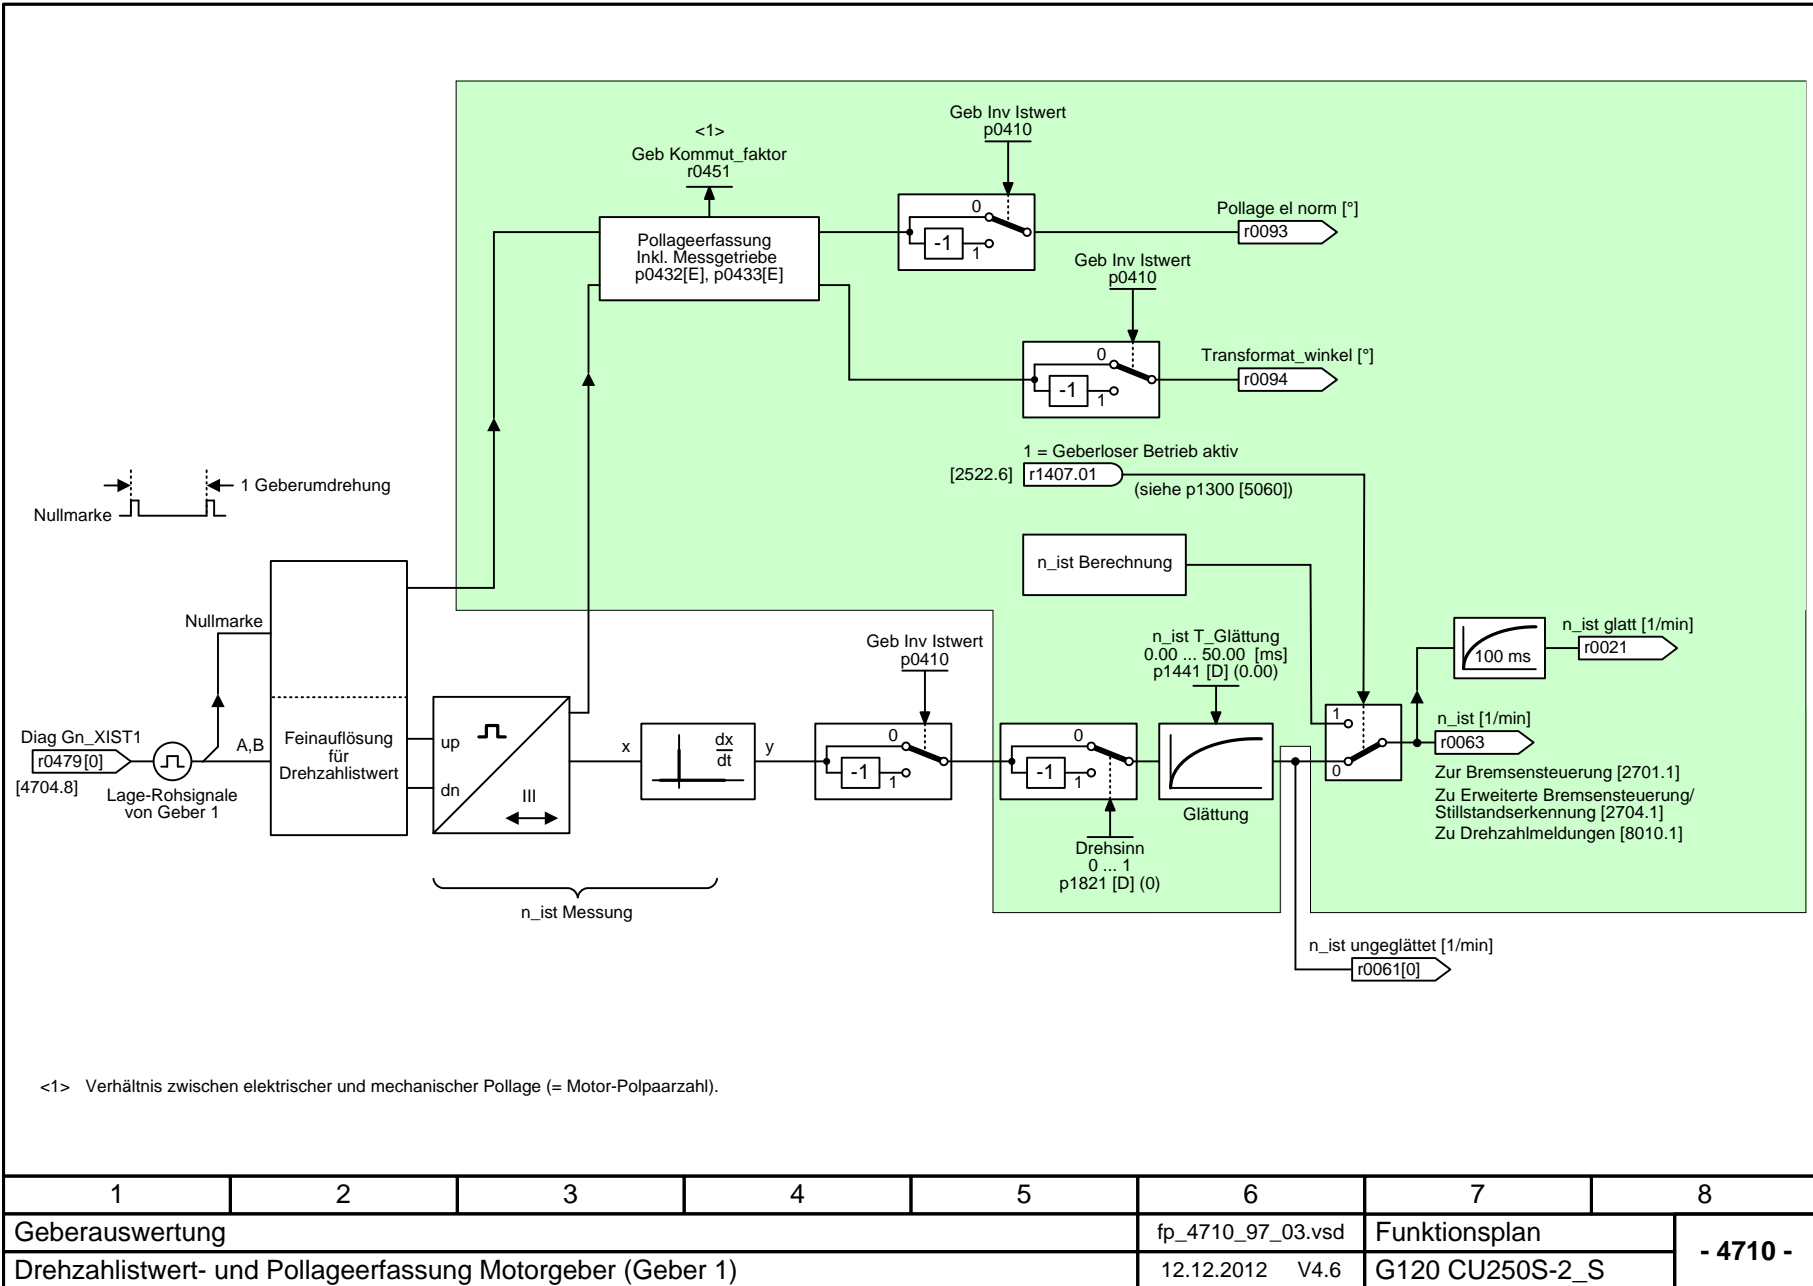 Geb Inv Istwert
p0410
<1>
Geb Kommut_faktor
r0451
0
-1
1
Pollage el norm [°]
r0093
Pollageerfassung
Inkl. Messgetriebe
p0432[E], p0433[E]
Geb Inv Istwert
p0410
0
-1
1
Transformat_winkel [°]
r0094
1 = Geberloser Betrieb aktiv
[2522.6]
r1407.01
(siehe p1300 [5060])
1 Geberumdrehung
Nullmarke
n_ist Berechnung
Nullmarke
Geb Inv Istwert
p0410
n_ist T_Glättung
0.00 ... 50.00 [ms]
p1441 [D] (0.00)
100 ms
n_ist glatt [1/min]
r0021
Diag Gn_XIST1
r0479[0]
[4704.8]
Lage-Rohsignale
von Geber 1
A,B
Feinauflösung
für
Drehzahlistwert
up
dn
III
x
dx
dt
y
0
-1
1
0
-1
1
Glättung
1
0
n_ist [1/min]
r0063
Zur Bremsensteuerung [2701.1]
Zu Erweiterte Bremsensteuerung/
Stillstandserkennung [2704.1]
Zu Drehzahlmeldungen [8010.1]
Drehsinn
0 ... 1
p1821 [D] (0)
n_ist Messung
n_ist ungeglättet [1/min]
r0061[0]
<1> Verhältnis zwischen elektrischer und mechanischer Pollage (= Motor-Polpaarzahl).
1 2 3 4 5 6 7 8
Geberauswertung fp_4710_97_03.vsd Funktionsplan
- 4710 -
Drehzahlistwert- und Pollageerfassung Motorgeber (Geber 1) 12.12.2012 V4.6 G120 CU250S-2_S